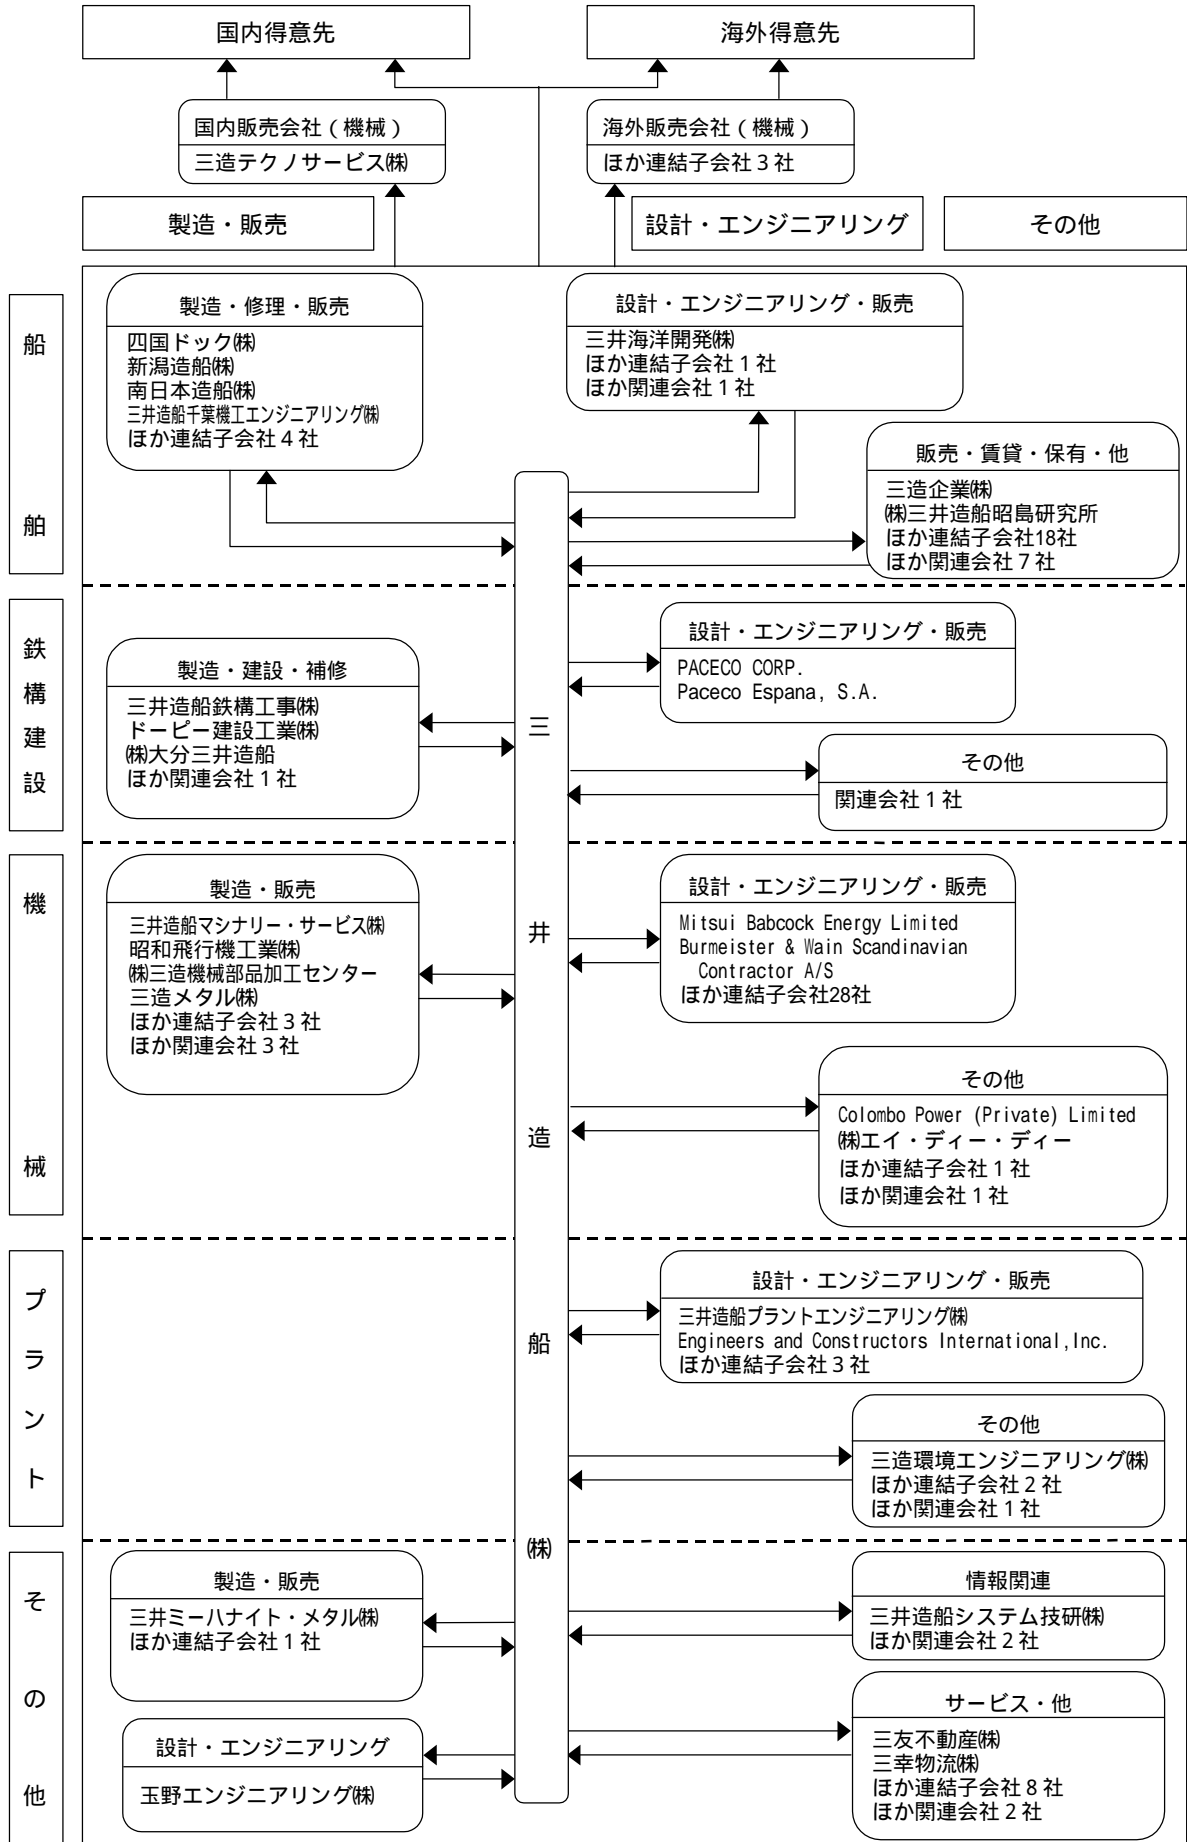 国内得意先
海外得意先
国内販売会社（機械）
三造テクノサービス㈱
海外販売会社（機械）
ほか連結子会社３社
製造・販売
設計・エンジニアリング
その他
船舶
製造・修理・販売
四国ドック㈱
新潟造船㈱
南日本造船㈱
三井造船千葉機工エンジニアリング㈱
ほか連結子会社４社
設計・エンジニアリング・販売
三井海洋開発㈱
ほか連結子会社１社
ほか関連会社１社
販売・賃貸・保有・他
三造企業㈱
㈱三井造船昭島研究所
ほか連結子会社18社
ほか関連会社７社
三井造船㈱
鉄構建設
製造・建設・補修
三井造船鉄構工事㈱
ドーピー建設工業㈱
㈱大分三井造船
ほか関連会社１社
設計・エンジニアリング・販売
PACECO CORP.
Paceco Espana, S.A.
その他
関連会社１社
機械
製造・販売
三井造船マシナリー・サービス㈱
昭和飛行機工業㈱
㈱三造機械部品加工センター
三造メタル㈱
ほか連結子会社３社
ほか関連会社３社
設計・エンジニアリング・販売
Mitsui Babcock Energy Limited
Burmeister & Wain Scandinavian
Contractor A/S
ほか連結子会社28社
その他
Colombo Power (Private) Limited
㈱エイ・ディー・ディー
ほか連結子会社１社
ほか関連会社１社
プラント
設計・エンジニアリング・販売
三井造船プラントエンジニアリング㈱
Engineers and Constructors International,Inc.
ほか連結子会社３社
その他
三造環境エンジニアリング㈱
ほか連結子会社２社
ほか関連会社１社
その他
製造・販売
三井ミーハナイト・メタル㈱
ほか連結子会社１社
設計・エンジニアリング
玉野エンジニアリング㈱
情報関連
三井造船システム技研㈱
ほか関連会社２社
サービス・他
三友不動産㈱
三幸物流㈱
ほか連結子会社８社
ほか関連会社２社